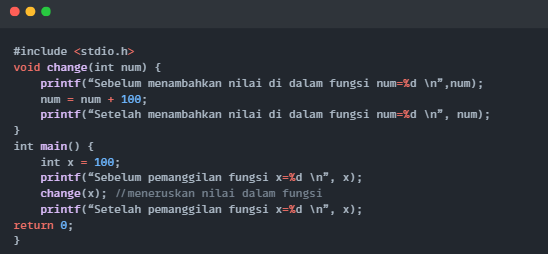 #include <stdio.h>
void change(int num) {
    printf(“Sebelum menambahkan nilai di dalam fungsi num=%d \n”,num);
    num = num + 100;
    printf(“Setelah menambahkan nilai di dalam fungsi num=%d \n”, num);
}
int main() {
    int x = 100;
    printf(“Sebelum pemanggilan fungsi x=%d \n”, x);
    change(x); //meneruskan nilai dalam fungsi
    printf(“Setelah pemanggilan fungsi x=%d \n”, x);
return 0;
}